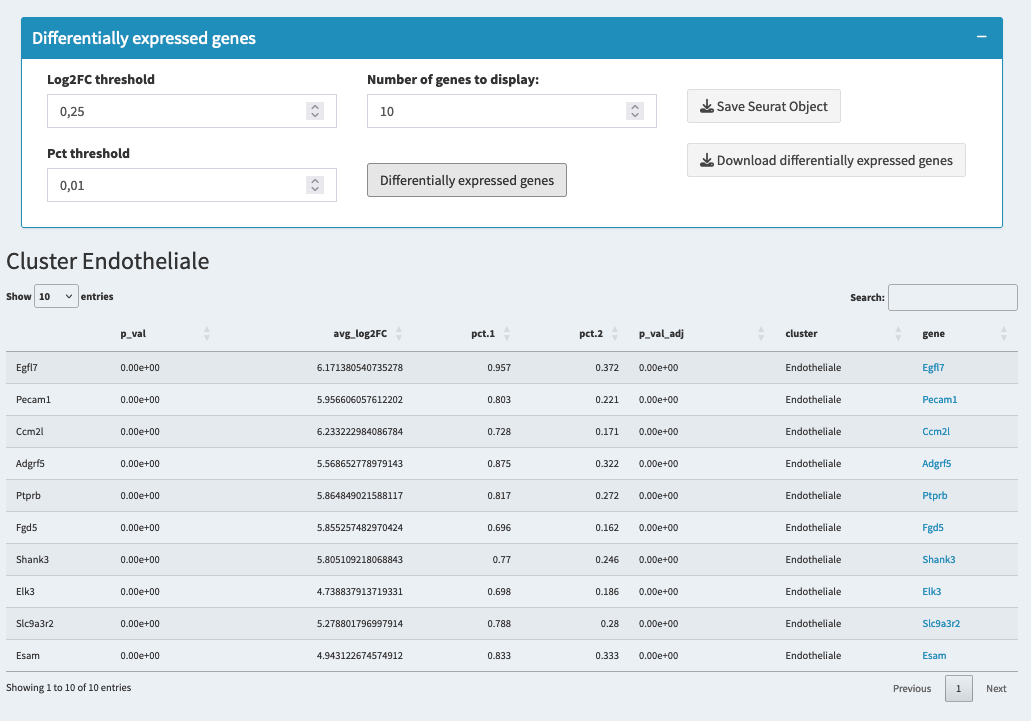 Differentially expressed genes
Log2FC threshold
0,25
Number of genes to display:
10
Save Seurat Object
Pct threshold
0,01
Differentially expressed genes
Download differentially expressed genes
Cluster Endotheliale
Show 10 entries
Search:
p_val avg_log2FC pct.1 pct.2 p_val_adj cluster gene
Egfl7 0.00e+00 6.171380540735278 0.957 0.372 0.00e+00 Endotheliale Egfl7
Pecam1 0.00e+00 5.956606057612202 0.803 0.221 0.00e+00 Endotheliale Pecam1
Ccm2l 0.00e+00 6.233222984086784 0.728 0.171 0.00e+00 Endotheliale Ccm2l
Adgrf5 0.00e+00 5.568652778979143 0.875 0.322 0.00e+00 Endotheliale Adgrf5
Ptprb 0.00e+00 5.864849021588117 0.817 0.272 0.00e+00 Endotheliale Ptprb
Fgd5 0.00e+00 5.855257482970424 0.696 0.162 0.00e+00 Endotheliale Fgd5
Shank3 0.00e+00 5.805109218068843 0.77 0.246 0.00e+00 Endotheliale Shank3
Elk3 0.00e+00 4.738837913719331 0.698 0.186 0.00e+00 Endotheliale Elk3
Slc9a3r2 0.00e+00 5.278801796997914 0.788 0.28 0.00e+00 Endotheliale Slc9a3r2
Esam 0.00e+00 4.943122674574912 0.833 0.333 0.00e+00 Endotheliale Esam
Showing 1 to 10 of 10 entries
Previous 1 Next